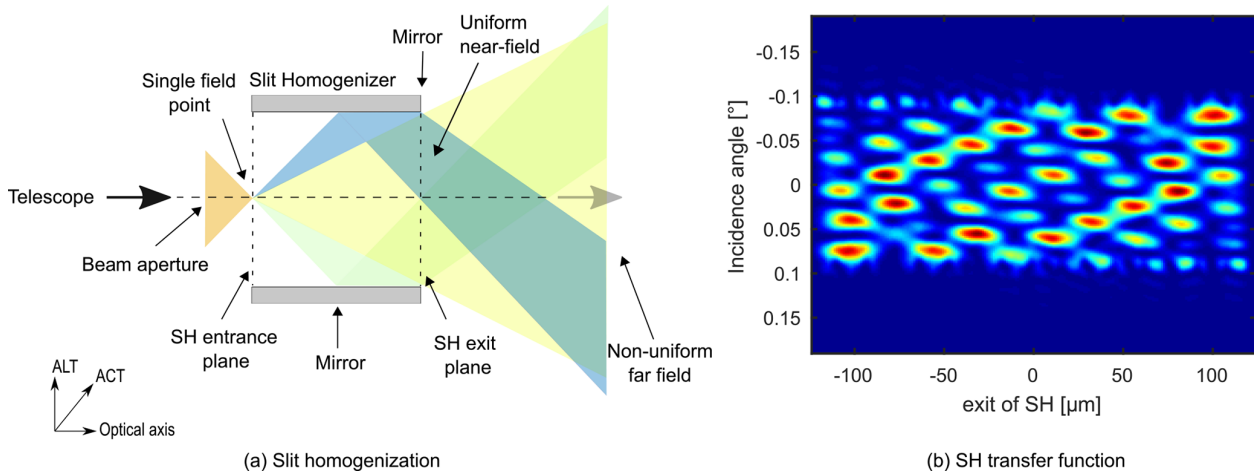 Mirror
Uniform
near-field
Single field
point
Slit Homogenizer
Telescope
Beam aperture
SH entrance
plane
Mirror
SH exit
plane
Non-uniform
far field
ALT
ACT
Optical axis
(a) Slit homogenization
Incidence angle [°]
-0.15
-0.1
-0.05
0
0.05
0.1
0.15
-100
-50
0
50
100
exit of SH [μm]
(b) SH transfer function